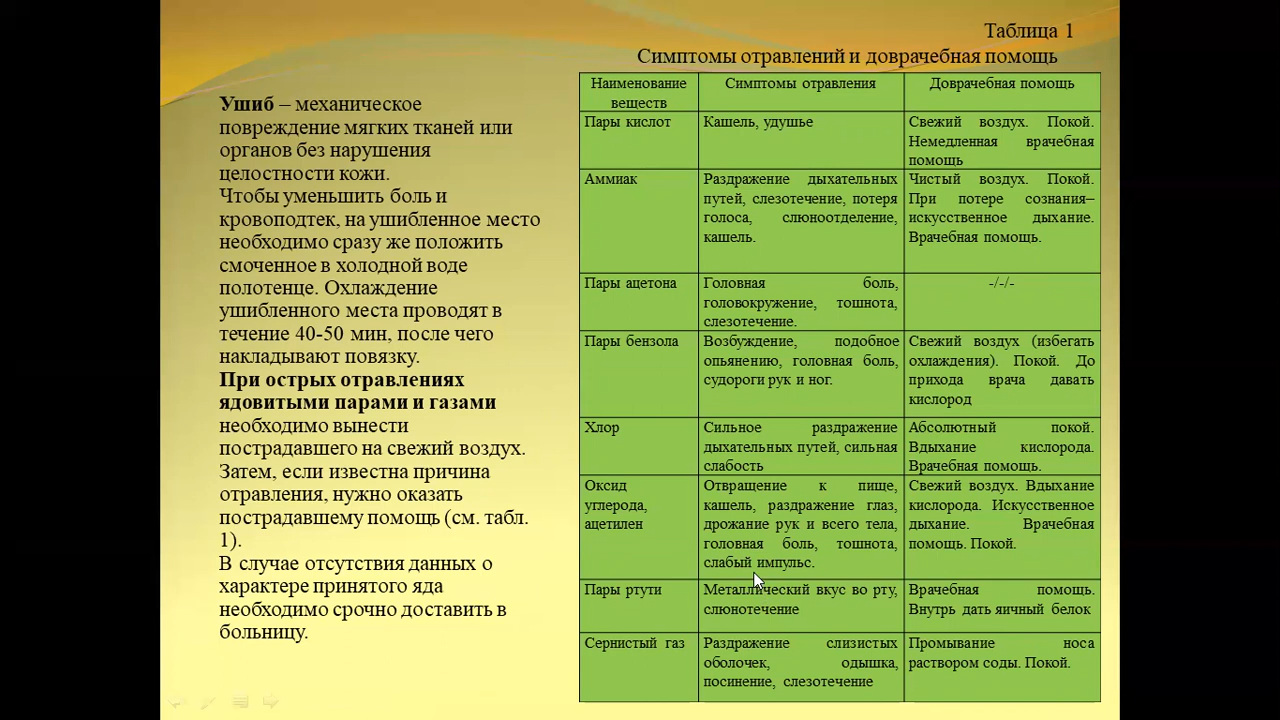 Таблица 1
Симптомы отравлений и доврачебная помощь
Ушиб – механическое
повреждение мягких тканей или
органов без нарушения
целостности кожи.
Чтобы уменьшить боль и
кровоподтек, на ушибленное место
необходимо сразу же положить
смоченное в холодной воде
полотенце. Охлаждение
ушибленного места проводят в
течение 40-50 мин, после чего
накладывают повязку.
При острых отравлениях
ядовитыми парами и газами
необходимо вынести
пострадавшего на свежий воздух.
Затем, если известна причина
отравления, нужно оказать
пострадавшему помощь (см. табл.
1).
В случае отсутствия данных о
характере принятого яда
необходимо срочно доставить в
больницу.
Наименование
веществ
Симптомы отравления
Доврачебная помощь
Пары кислот
Кашель, удушье
Свежий воздух. Покой.
Немедленная врачебная
помощь
Аммиак
Раздражение дыхательных
путей, слезотечение, потеря
голоса, слюноотделение,
кашель.
Чистый воздух. Покой.
При потере сознания–
искусственное дыхание.
Врачебная помощь.
Пары ацетона
Головная боль,
головокружение, тошнота,
слезотечение.
-/-/-
Пары бензола
Возбуждение, подобное
опьянению, головная боль,
судороги рук и ног.
Свежий воздух (избегать
охлаждения). Покой. До
прихода врача давать
кислород
Хлор
Сильное раздражение
дыхательных путей, сильная
слабость
Абсолютный покой.
Вдыхание кислорода.
Врачебная помощь.
Оксид
углерода,
ацетилен
Отвращение к пище,
кашель, раздражение глаз,
дрожание рук и всего тела,
головная боль, тошнота,
слабый импульс.
Свежий воздух. Вдыхание
кислорода. Искусственное
дыхание. Врачебная
помощь. Покой.
Пары ртути
Металлический вкус во рту,
слюнотечение
Врачебная помощь.
Внутрь дать яичный белок
Сернистый газ
Раздражение слизистых
оболочек, одышка,
посинение, слезотечение
Промывание носа
раствором соды. Покой.